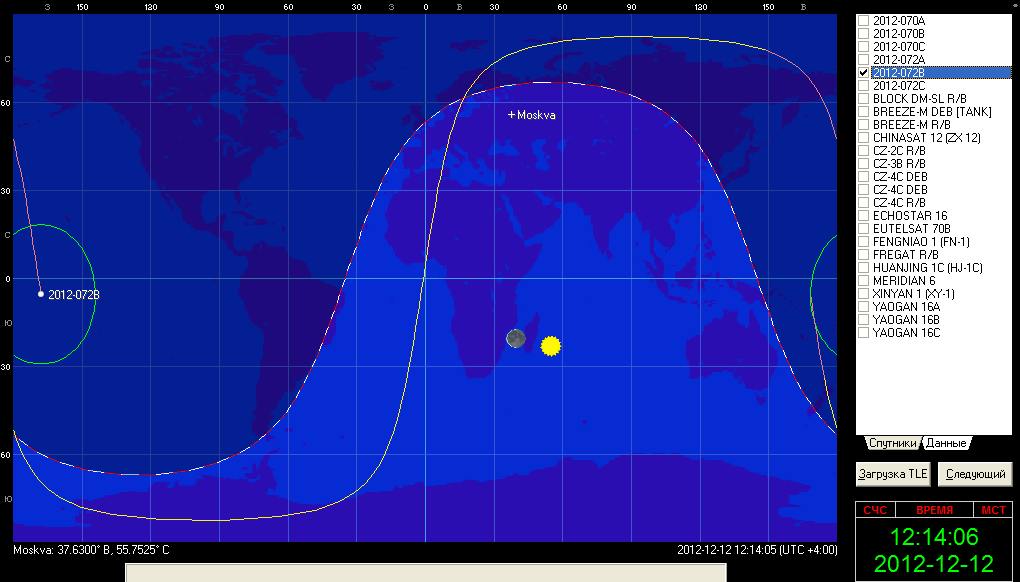 З 150 120 90 60 30 З 0 В 30 60 90 120 150 В
С
60
30
С
0
Ю
30
60
Ю
+Moskva
2012-072B
Moskva: 37.6300° В, 55.7525° С
2012-12-12 12:14:05 (UTC +4:00)
2012-070A
2012-070B
2012-070C
2012-072A
2012-072B
2012-072C
BLOCK DM-SL R/B
BREEZE-M DEB [TANK]
BREEZE-M R/B
CHINASAT 12 (ZX 12)
CZ-2C R/B
CZ-3B R/B
CZ-4C DEB
CZ-4C DEB
CZ-4C R/B
ECHOSTAR 16
EUTELSAT 70B
FENGNIAO 1 (FN-1)
FREGAT R/B
HUANJING 1C (HJ-1C)
MERIDIAN 6
XINYAN 1 (XY-1)
YAOGAN 16A
YAOGAN 16B
YAOGAN 16C
Спутники Данные
Загрузка TLE Следующий
СЧС ВРЕМЯ МСТ
12:14:06
2012-12-12